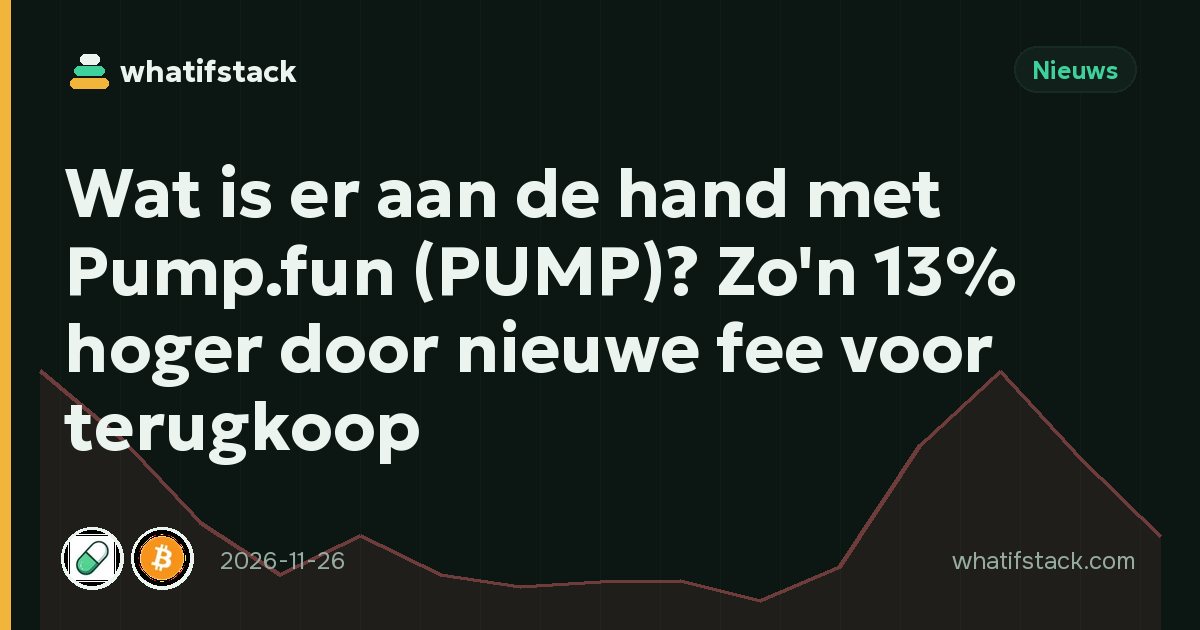 whatifstack
Nieuws
Wat is er aan de hand met
Pump.fun (PUMP)? Zo'n 13%
hoger door nieuwe fee voor
terugkoop
2026-11-26
whatifstack.com